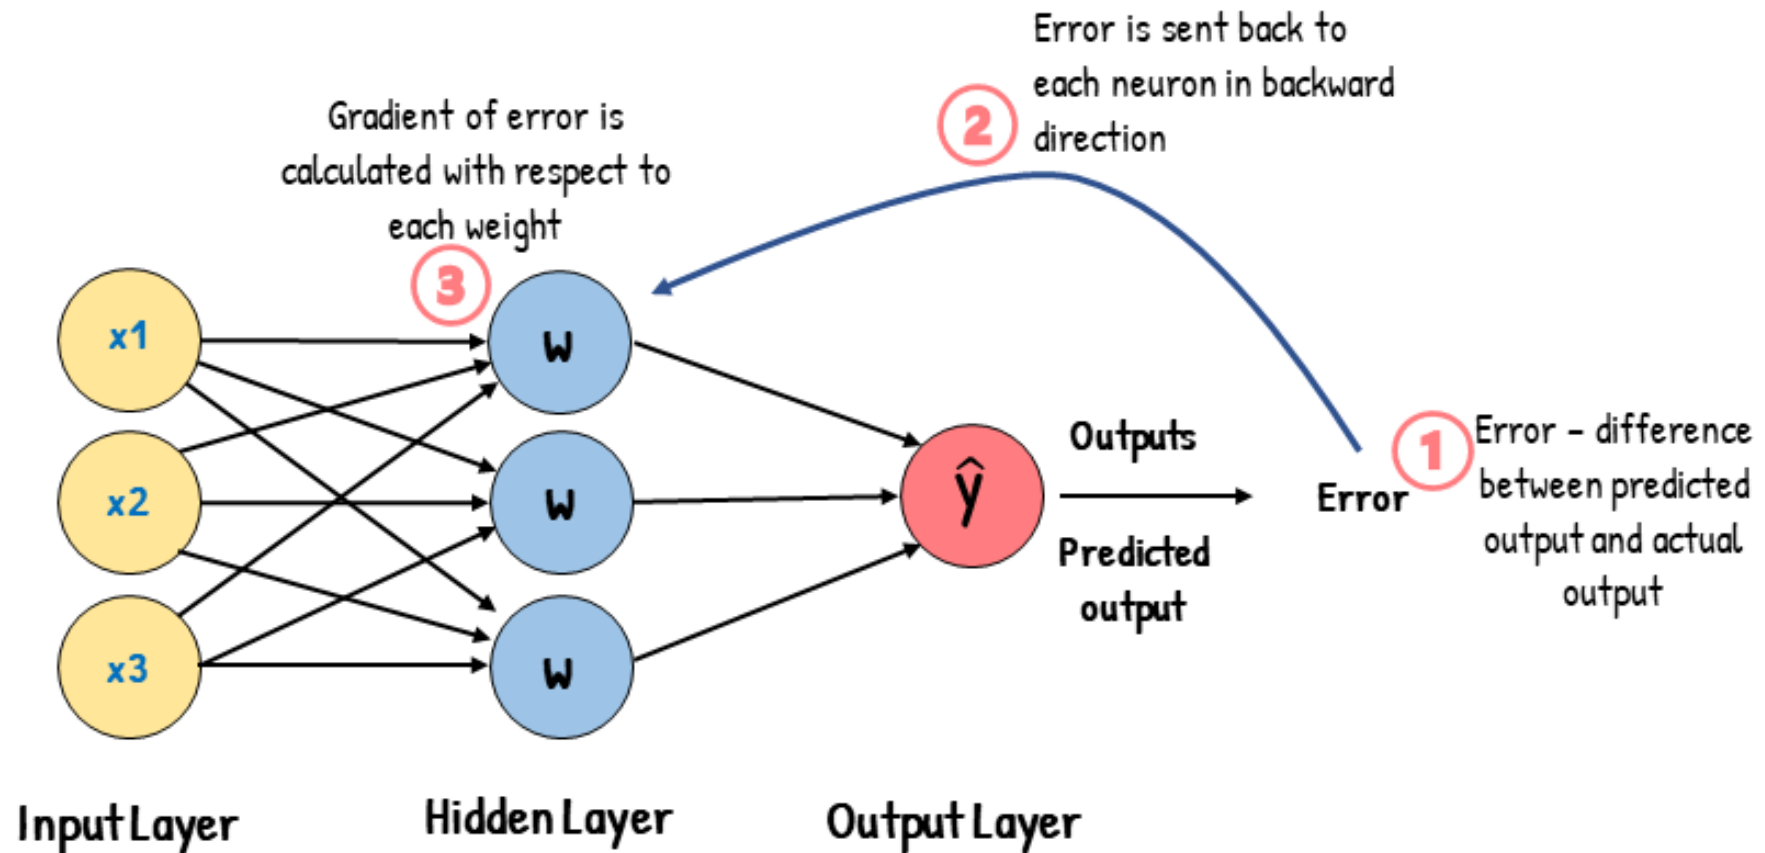 Error is sent back to
each neuron in backward
direction
2
Gradient of error is
calculated with respect to
each weight
3
x1
w
x2
w
x3
w
ŷ
Outputs
Predicted
output
Error
1
Error – difference
between predicted
output and actual
output
Input Layer
Hidden Layer
Output Layer